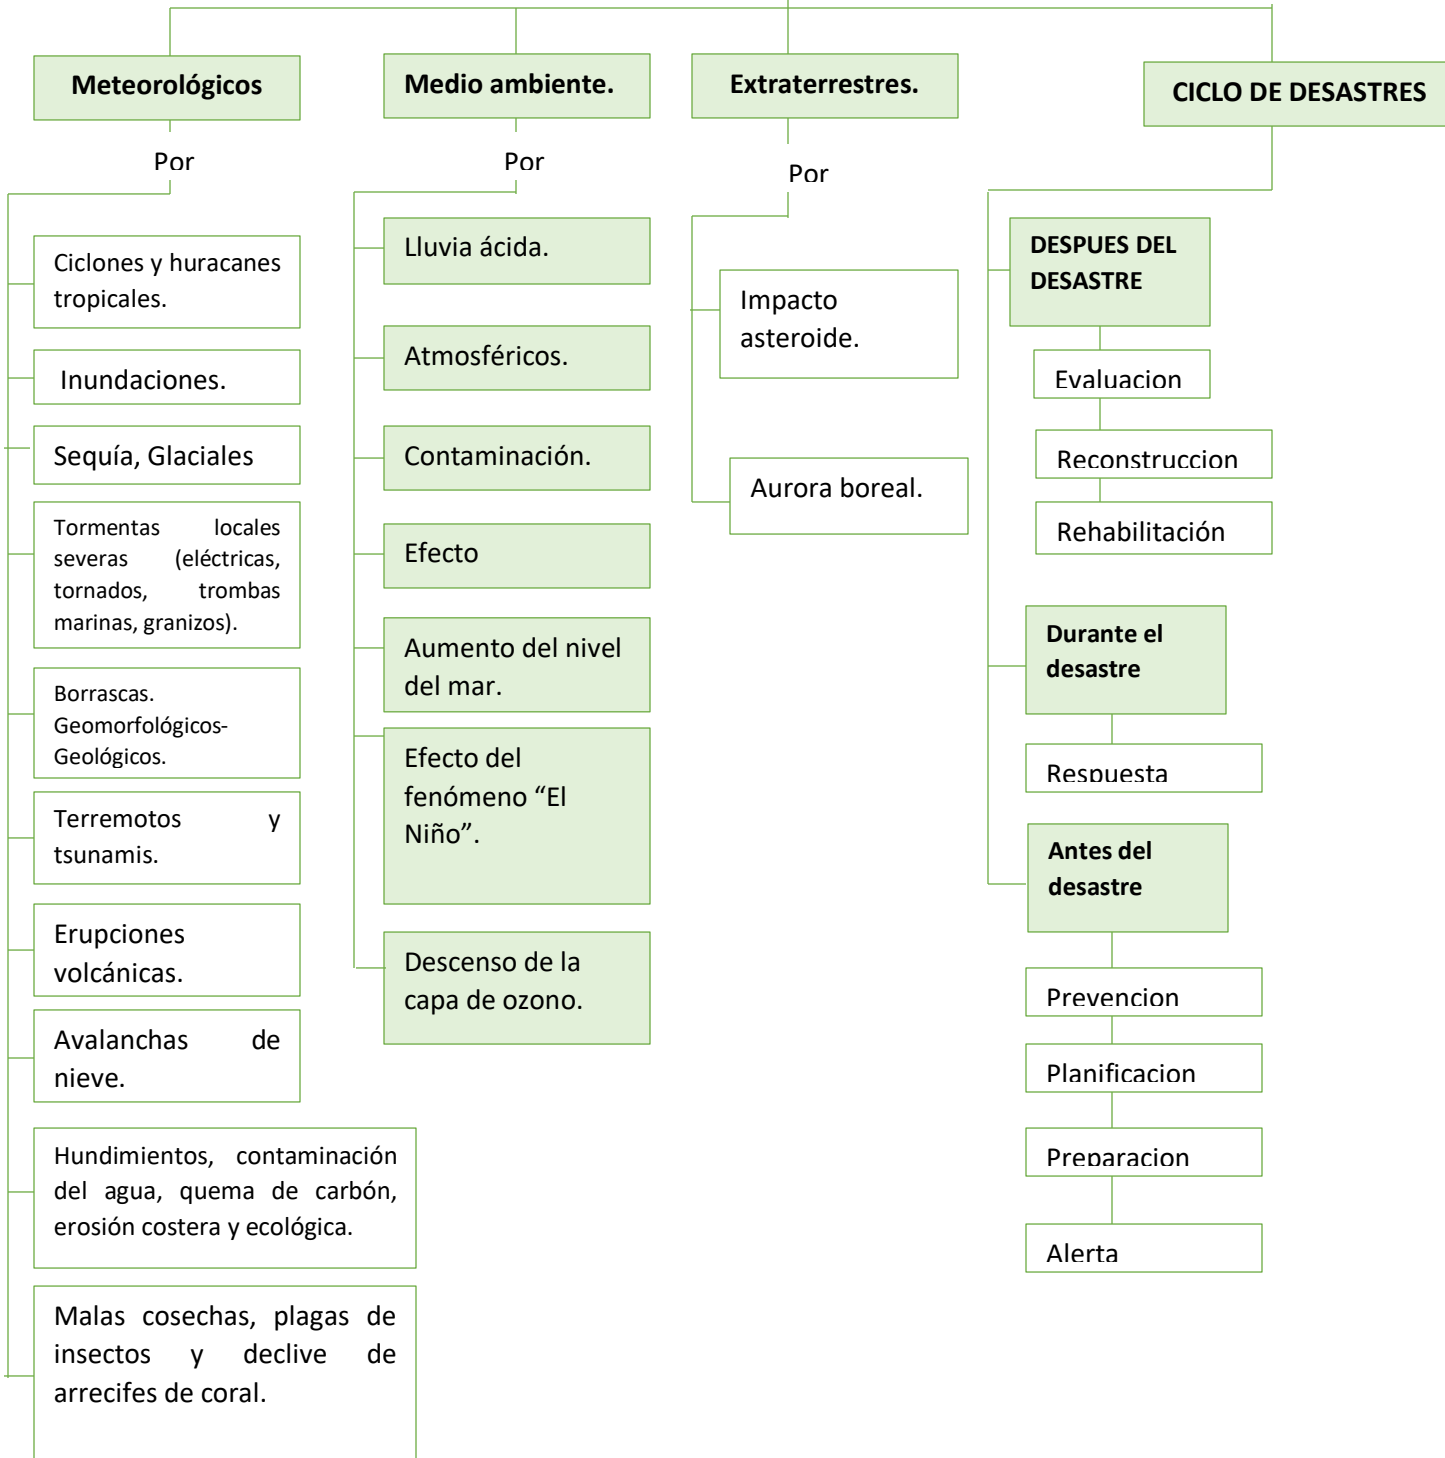 Meteorológicos
Por
Ciclones y huracanes
tropicales.
Inundaciones.
Sequía, Glaciales
Tormentas locales
severas (eléctricas,
tornados, trombas
marinas, granizos).
Borrascas.
Geomorfológicos-
Geológicos.
Terremotos y
tsunamis.
Erupciones
volcánicas.
Avalanchas de
nieve.
Hundimientos, contaminación
del agua, quema de carbón,
erosión costera y ecológica.
Malas cosechas, plagas de
insectos y declive de
arrecifes de coral.
Medio ambiente.
Por
Lluvia ácida.
Atmosféricos.
Contaminación.
Efecto
Aumento del nivel
del mar.
Efecto del
fenómeno “El
Niño”.
Descenso de la
capa de ozono.
Extraterrestres.
Por
Impacto
asteroide.
Aurora boreal.
CICLO DE DESASTRES
DESPUES DEL
DESASTRE
Evaluacion
Reconstruccion
Rehabilitación
Durante el
desastre
Respuesta
Antes del
desastre
Prevencion
Planificacion
Preparacion
Alerta